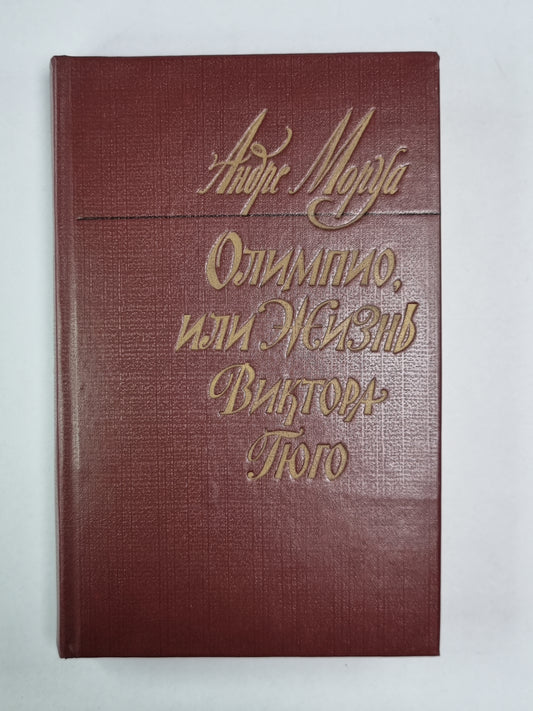 Андре Моруа
Олимпио,
или Жизнь
Виктора
Гюго